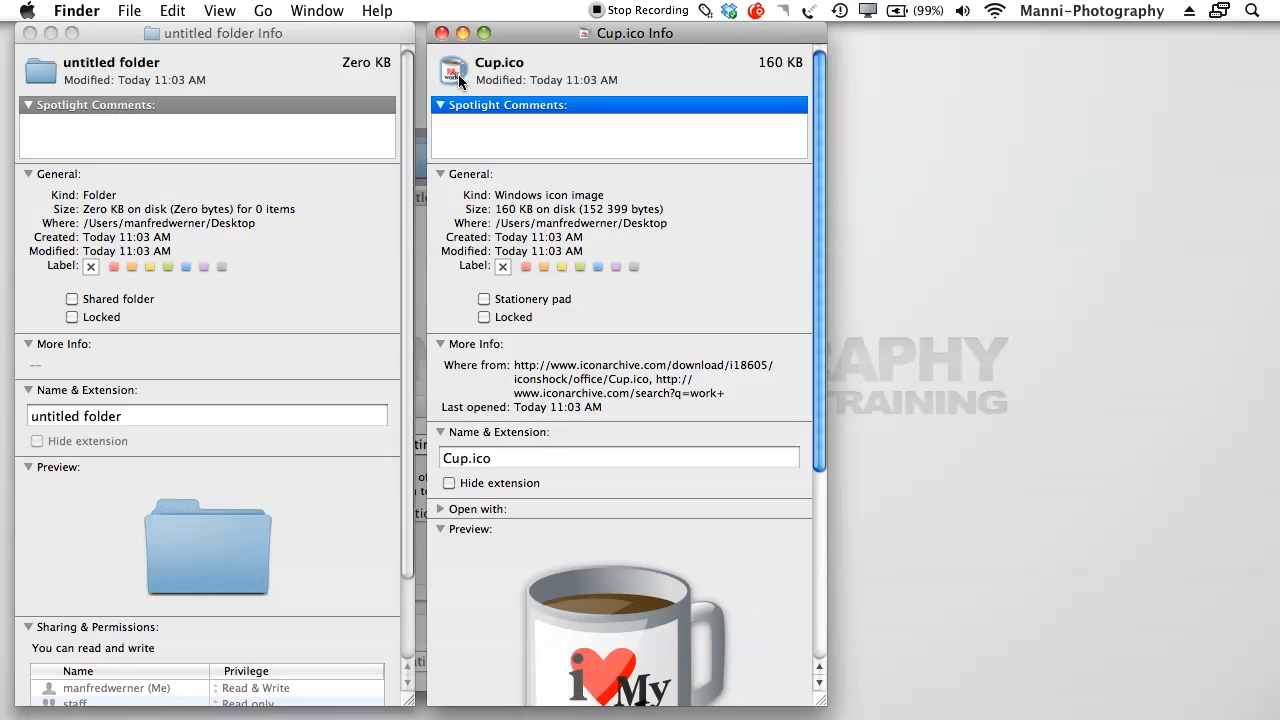 Finder File Edit View Go Window Help Stop Recording (99%) Manni-Photography
untitled folder Info
untitled folder Zero KB
Modified: Today 11:03 AM
Spotlight Comments:
General:
Kind: Folder
Size: Zero KB on disk (Zero bytes) for 0 items
Where: /Users/manfredwerner/Desktop
Created: Today 11:03 AM
Modified: Today 11:03 AM
Label:
Shared folder
Locked
More Info:
--
Name & Extension:
untitled folder
Hide extension
Preview:
Sharing & Permissions:
You can read and write
Name Privilege
manfredwerner (Me) Read & Write
staff Read only
Cup.ico Info
Cup.ico 160 KB
Modified: Today 11:03 AM
Spotlight Comments:
General:
Kind: Windows icon image
Size: 160 KB on disk (152 399 bytes)
Where: /Users/manfredwerner/Desktop
Created: Today 11:03 AM
Modified: Today 11:03 AM
Label:
Stationery pad
Locked
More Info:
Where from: http://www.iconarchive.com/download/i18605/
iconshock/office/Cup.ico, http://
www.iconarchive.com/search?q=work+
Last opened: Today 11:03 AM
Name & Extension:
Cup.ico
Hide extension
Open with:
Preview:
i My
RAPHY
TRAINING